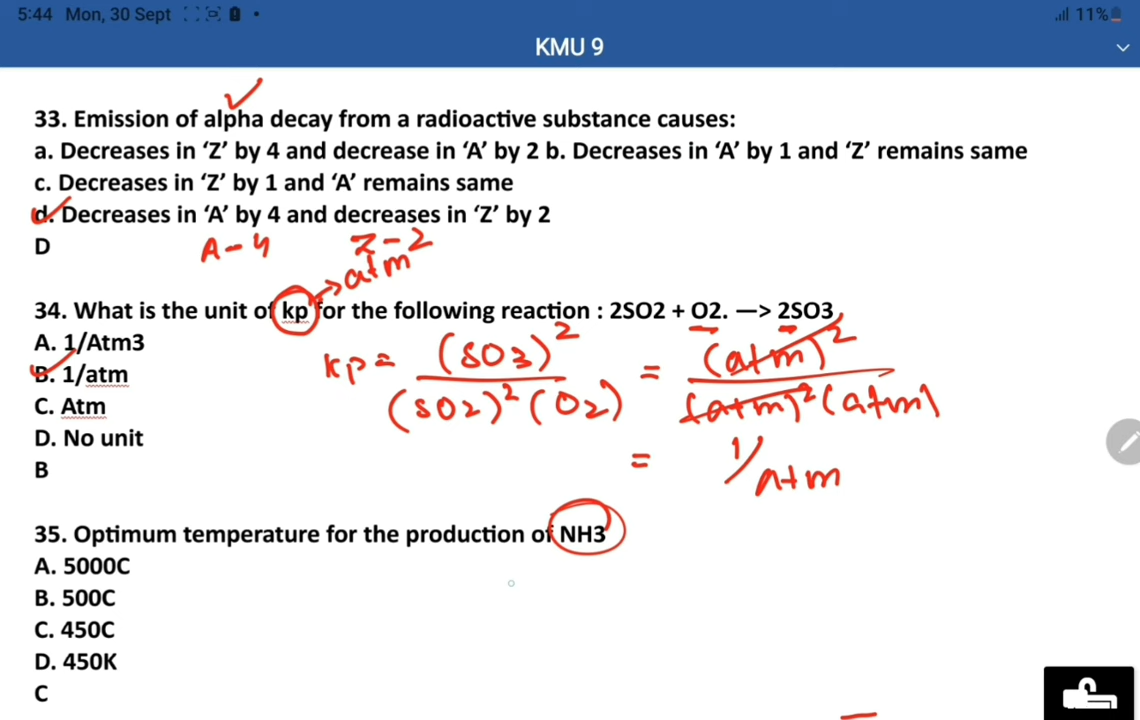 5:44 Mon, 30 Sept
11%
KMU 9
33. Emission of alpha decay from a radioactive substance causes:
a. Decreases in ‘Z’ by 4 and decrease in ‘A’ by 2 b. Decreases in ‘A’ by 1 and ‘Z’ remains same
c. Decreases in ‘Z’ by 1 and ‘A’ remains same
d. Decreases in ‘A’ by 4 and decreases in ‘Z’ by 2
D
A-4 Z-2
atm
34. What is the unit of kp for the following reaction : 2SO2 + O2. —> 2SO3
A. 1/Atm3
B. 1/atm
C. Atm
D. No unit
B
kp = (SO3)² / (SO2)² (O2) = (atm)² / (atm)² (atm)
= 1/atm
35. Optimum temperature for the production of NH3
A. 5000C
B. 500C
C. 450C
D. 450K
C